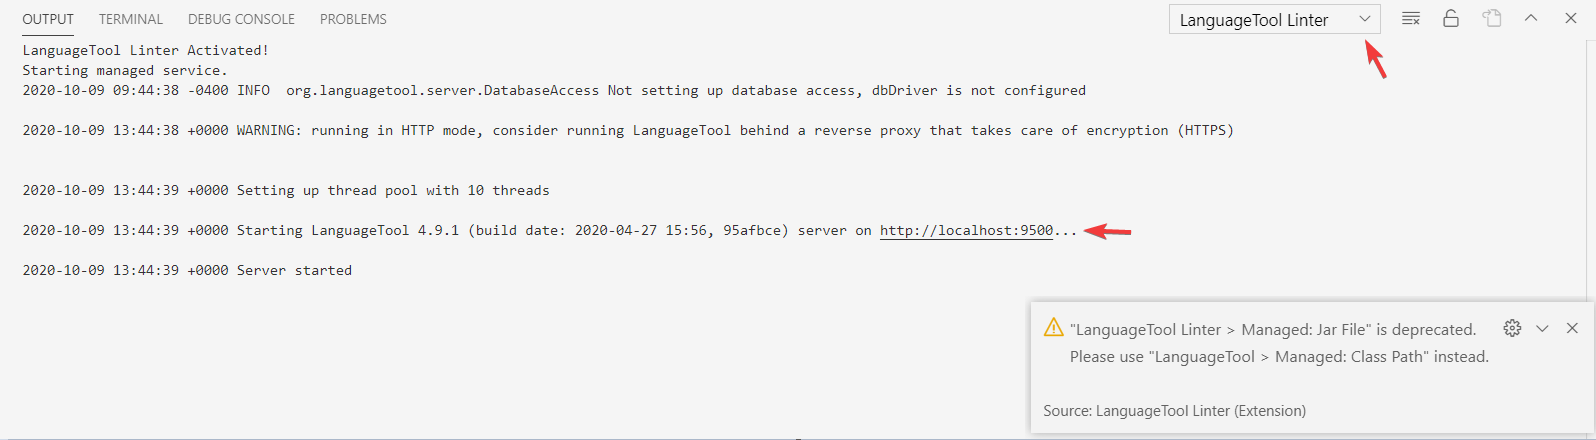 OUTPUT TERMINAL DEBUG CONSOLE PROBLEMS LanguageTool Linter
LanguageTool Linter Activated!
Starting managed service.
2020-10-09 09:44:38 -0400 INFO  org.languagetool.server.DatabaseAccess Not setting up database access, dbDriver is not configured
2020-10-09 13:44:38 +0000 WARNING: running in HTTP mode, consider running LanguageTool behind a reverse proxy that takes care of encryption (HTTPS)
2020-10-09 13:44:39 +0000 Setting up thread pool with 10 threads
2020-10-09 13:44:39 +0000 Starting LanguageTool 4.9.1 (build date: 2020-04-27 15:56, 95afbce) server on http://localhost:9500...
2020-10-09 13:44:39 +0000 Server started
"LanguageTool Linter > Managed: Jar File" is deprecated.
Please use "LanguageTool > Managed: Class Path" instead.
Source: LanguageTool Linter (Extension)